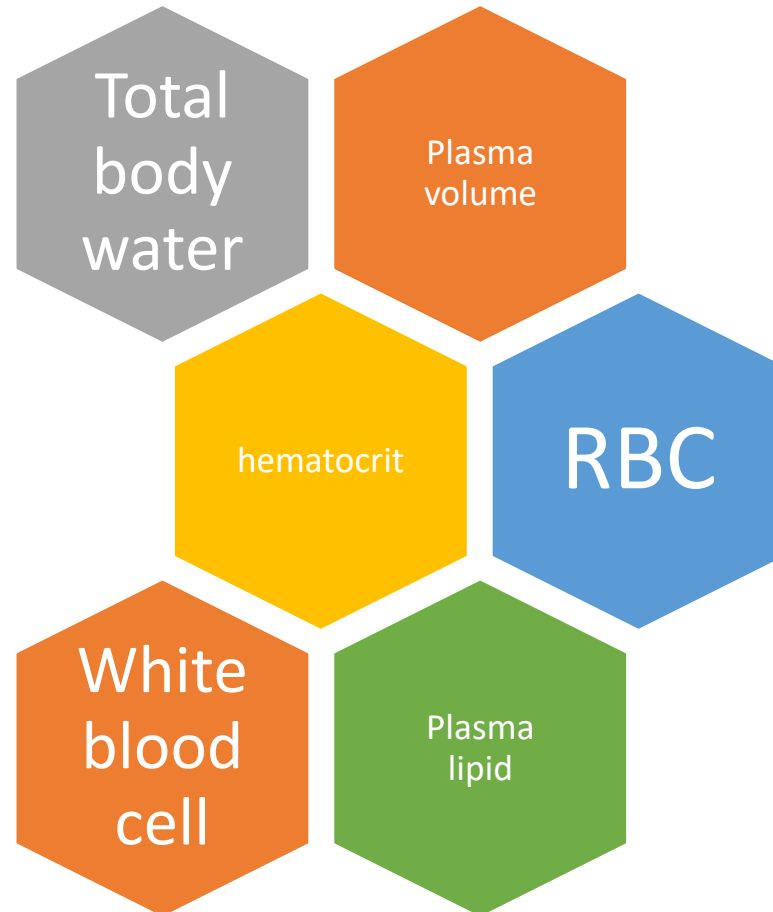 Total
body
water
Plasma
volume
hematocrit
RBC
White
blood
cell
Plasma
lipid